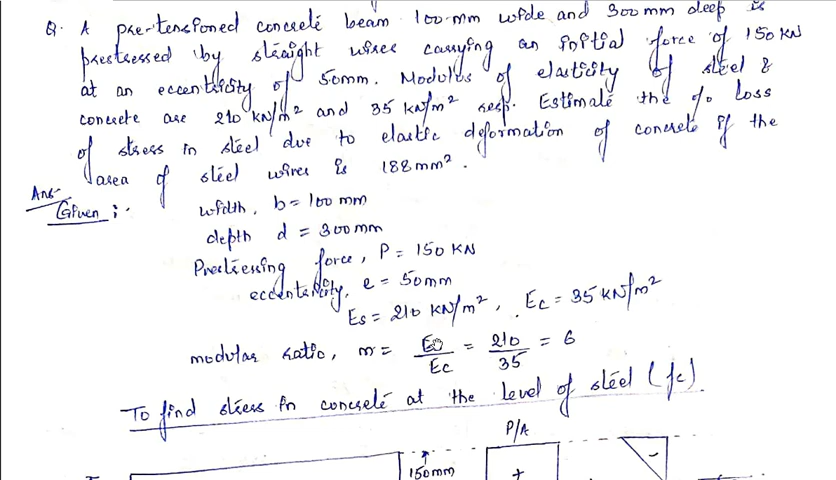 Q. A pre-tensioned concrete beam 100 mm wide and 300 mm deep is
prestressed by straight wires carrying an initial force of 150 KN
at an eccentricity of 50mm. Modulus of elasticity of steel &
concrete are 210 KN/m² and 35 KN/m² resp. Estimate the % loss
of stress in steel due to elastic deformation of concrete if the
area of steel wires is 188 mm².
Ans-
Given :-
width, b = 100 mm
depth d = 300 mm
Prestressing force, P = 150 KN
eccentricity, e = 50mm
Es = 210 KN/m², Ec = 35 KN/m²
modular ratio, m = Es/Ec = 210/35 = 6
To find stress in concrete at the level of steel (fc)
P/A
150mm
+ -